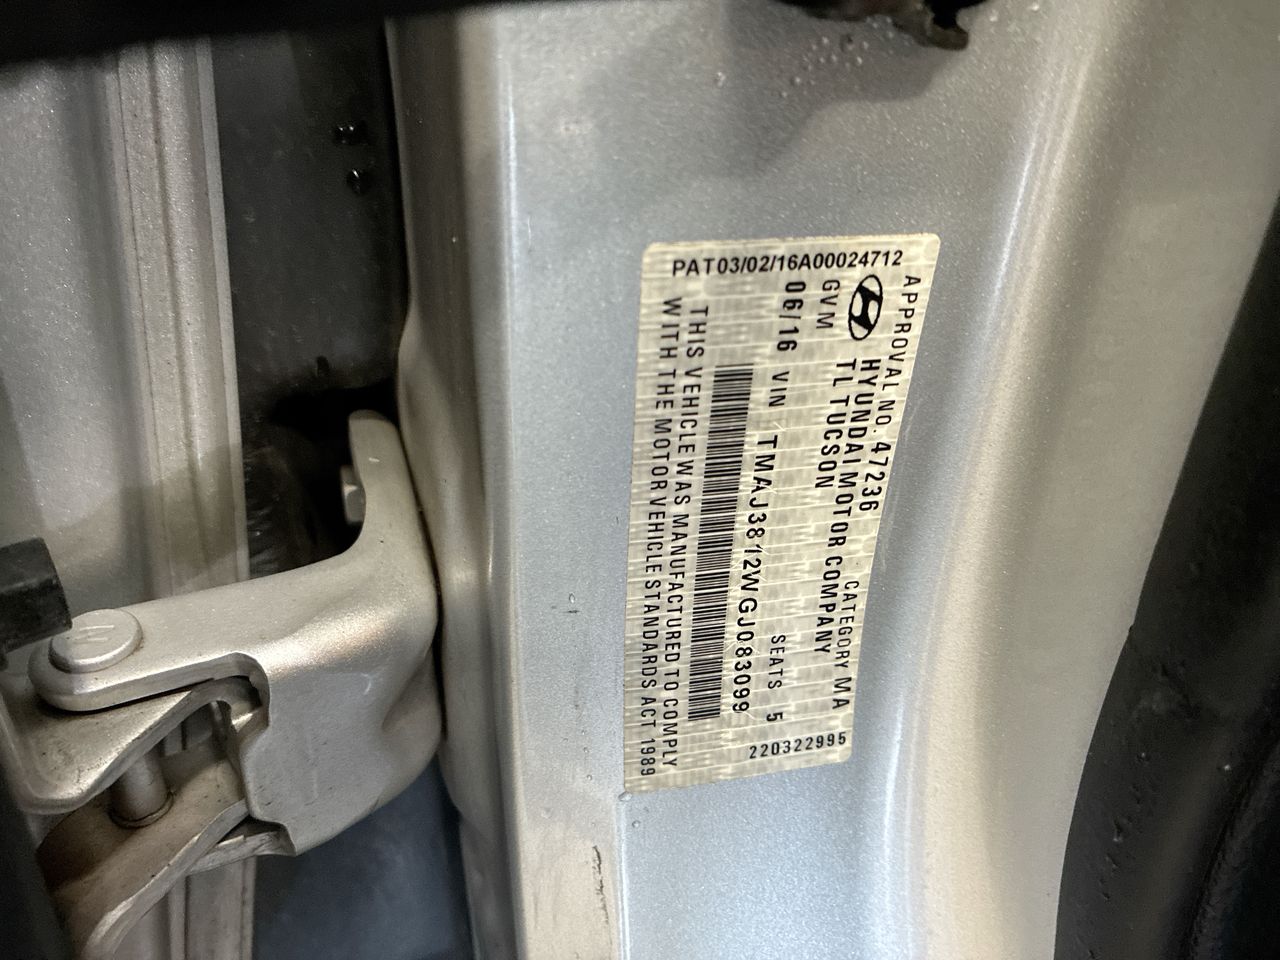 PAT03/02/16A00024712
APPROVAL NO. 47236 CATEGORY MA
HYUNDAI MOTOR COMPANY
GVM TL TUCSON
06/16 VIN TMAJ3812WGJ083099
SEATS 5
THIS VEHICLE WAS MANUFACTURED TO COMPLY
WITH THE MOTOR VEHICLE STANDARDS ACT 1989
220322995